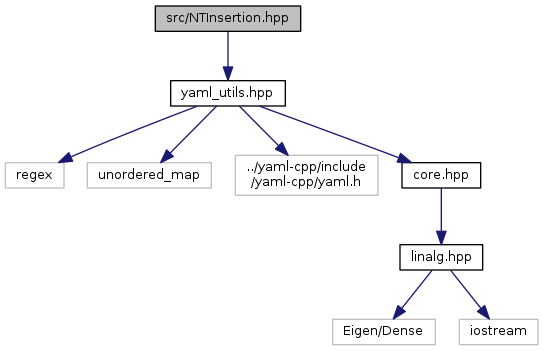 src/NTInsertion.hpp
yaml_utils.hpp
regex
unordered_map
../yaml-cpp/include
/yaml-cpp/yaml.h
core.hpp
linalg.hpp
Eigen/Dense
iostream